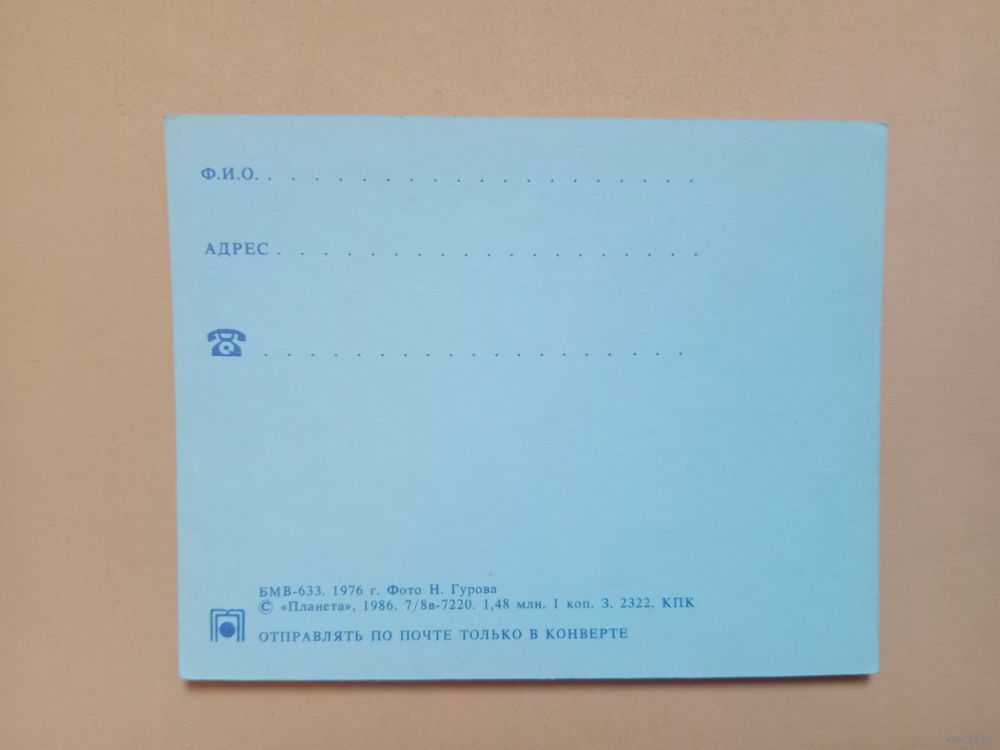 Ф.И.О. . . . . . . . . . . . . . . . . . . .
АДРЕС . . . . . . . . . . . . . . . . . . .
. . . . . . . . . . . . . . . . . . .
БМВ-633. 1976 г. Фото Н. Гурова
© «Планета», 1986. 7/8в-7220. 1,48 млн. 1 коп. З. 2322. КПК
ОТПРАВЛЯТЬ ПО ПОЧТЕ ТОЛЬКО В КОНВЕРТЕ